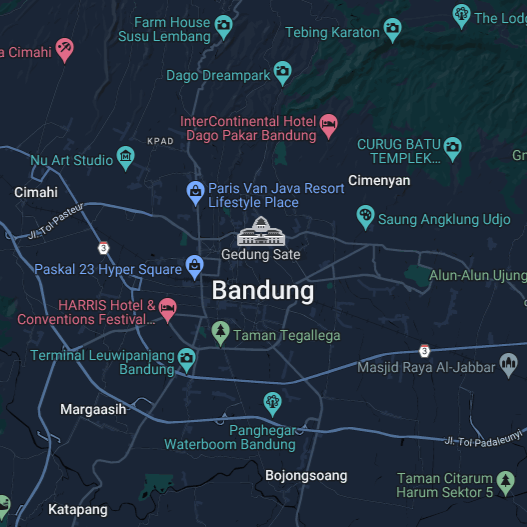 Farm House
Susu Lembang
Tebing Karaton
The Lodg
a Cimahi
Dago Dreampark
InterContinental Hotel
Dago Pakar Bandung
KPAD
CURUG BATU
TEMPLEK...
Nu Art Studio
Cimahi
Paris Van Java Resort
Lifestyle Place
Cimenyan
Jl. Tol Pasteur
Saung Angklung Udjo
3
Gedung Sate
Paskal 23 Hyper Square
Alun-Alun Ujung
Bandung
HARRIS Hotel &
Conventions Festival...
Taman Tegallega
3
Terminal Leuwipanjang
Bandung
Masjid Raya Al-Jabbar
Margaasih
Panghegar
Waterboom Bandung
Jl. Tol Padaleunyi
Bojongsoang
Taman Citarum
Harum Sektor 5
Katapang